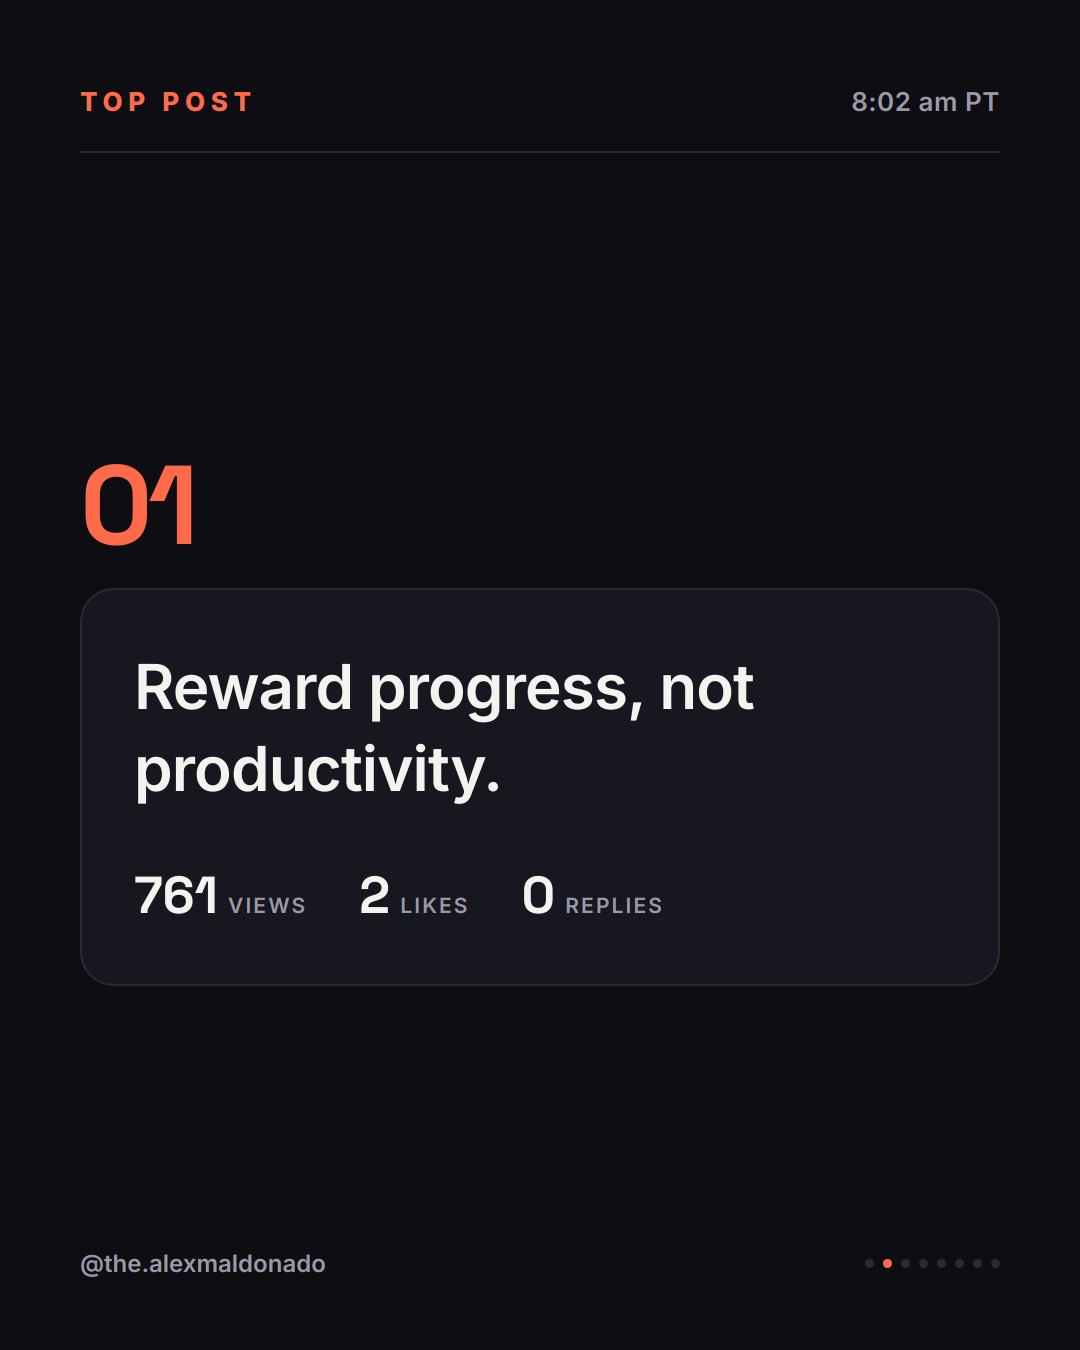 TOP POST
8:02 am PT
01
Reward progress, not
productivity.
761 VIEWS 2 LIKES 0 REPLIES
@the.alexmaldonado